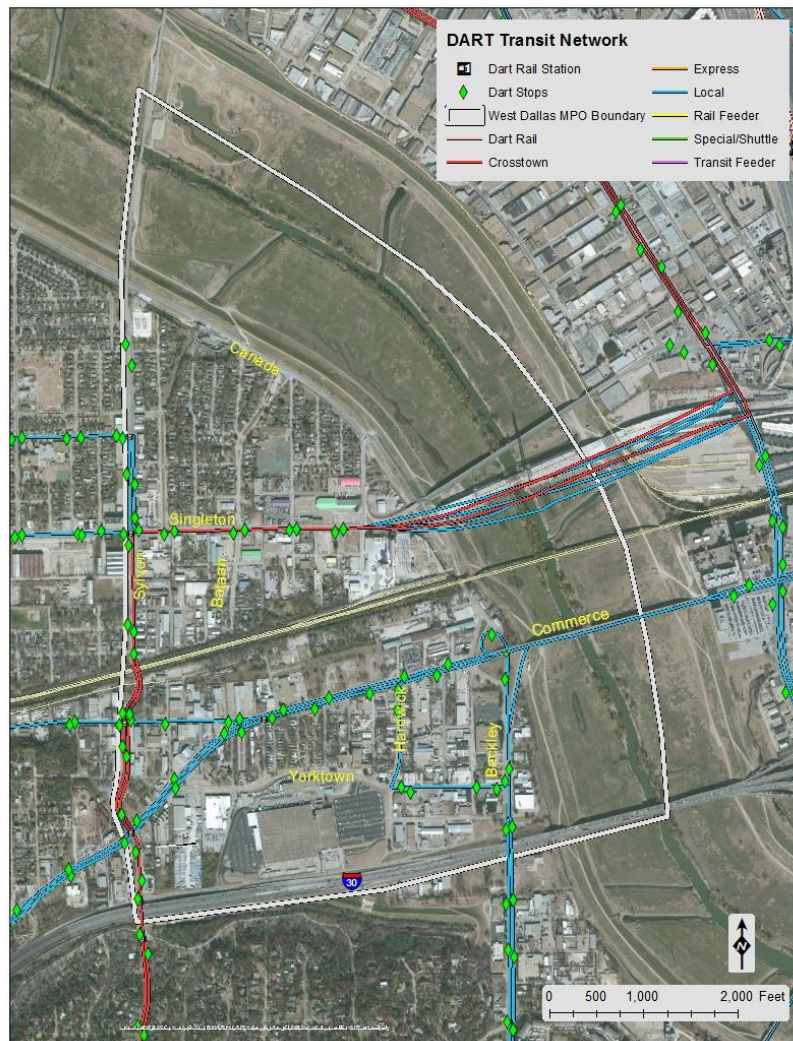 DART Transit Network
Dart Rail Station
Dart Stops
West Dallas MPO Boundary
Dart Rail
Crosstown
Express
Local
Rail Feeder
Special/Shuttle
Transit Feeder
Canada
Singleton
Sylvan
Commerce
Hardwick
Beckley
Yorktown
30
N
0 500 1,000 2,000 Feet